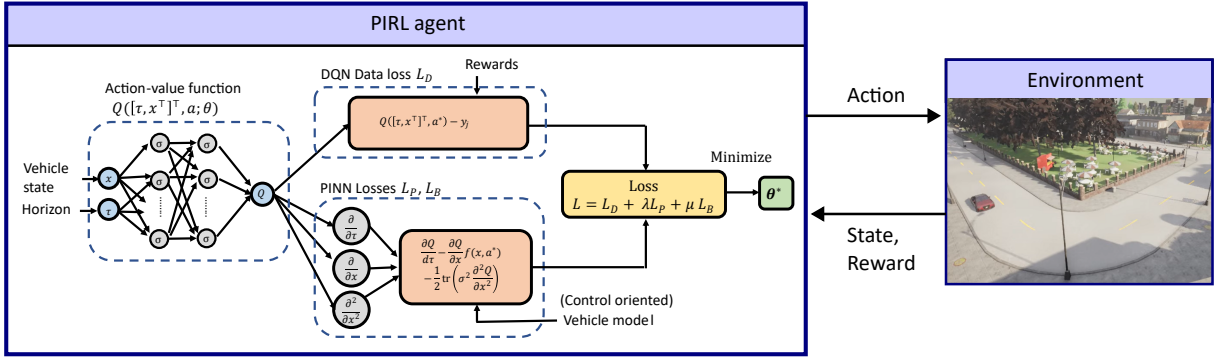 PIRL agent
Rewards
DQN Data loss L_D
Action-value function
Q([τ, x^⊤]^⊤, a; θ)
Q([τ, x^⊤]^⊤, a*) − y_j
σ σ
Vehicle
state
x
σ σ
Q
Horizon
τ
σ σ
PINN Losses L_P, L_B
∂/∂τ
∂/∂x
∂²/∂x²
∂Q/dτ − ∂Q/∂x f(x, a*)
− 1/2 tr(σ² ∂²Q/∂x²)
(Control oriented)
Vehicle model
Loss
L = L_D + λL_P + μ L_B
Minimize
θ*
Action
State,
Reward
Environment